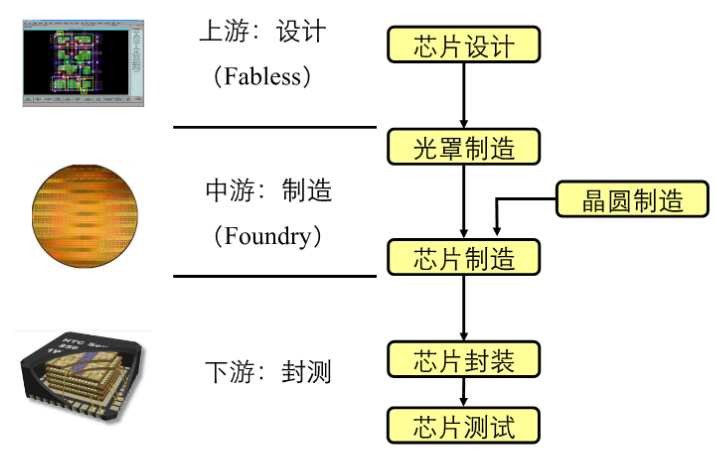 上游：设计
（Fabless）
芯片设计
光罩制造
中游：制造
（Foundry）
晶圆制造
芯片制造
下游：封测
芯片封装
芯片测试